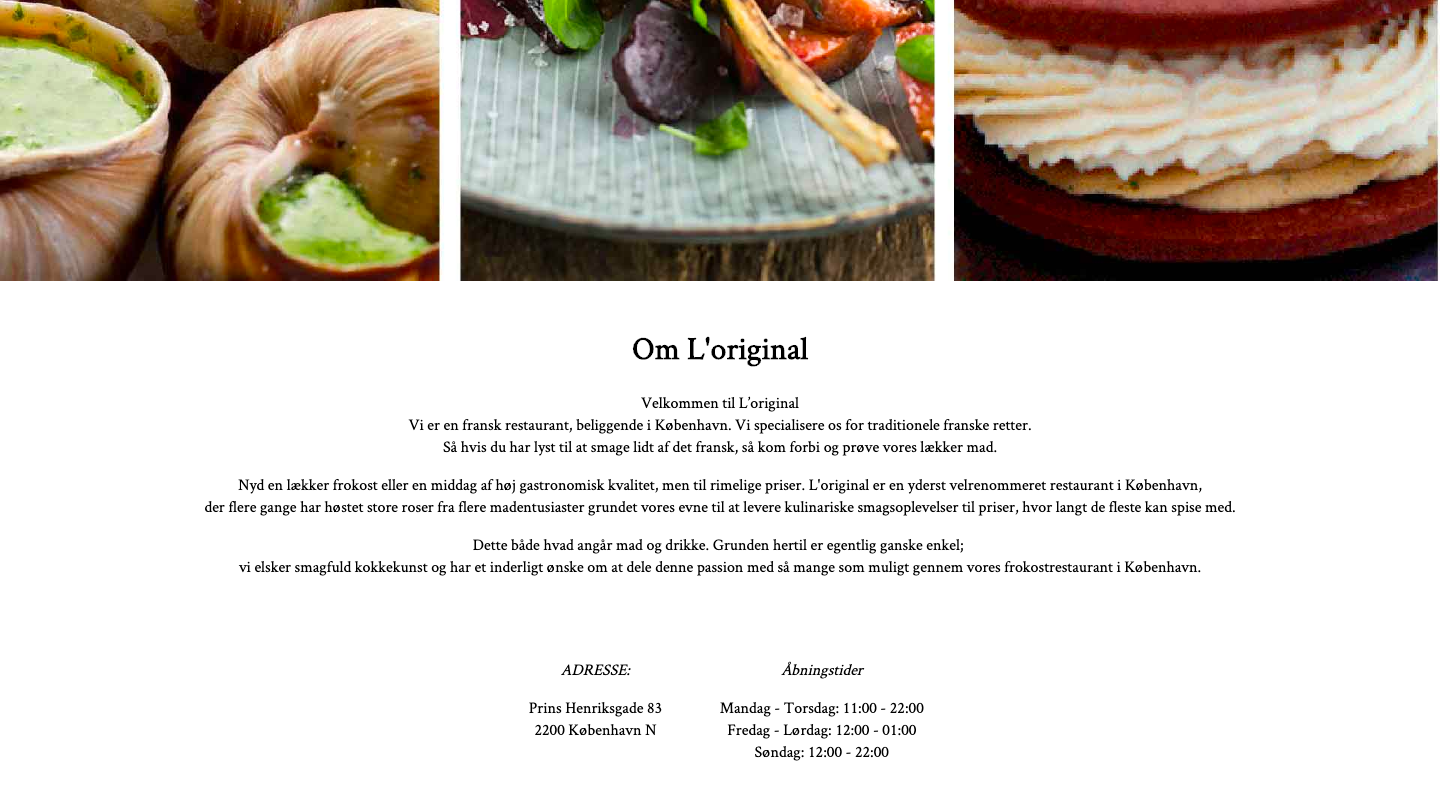 Om L'original
Velkommen til L’original
Vi er en fransk restaurant, beliggende i København. Vi specialisere os for traditionele franske retter.
Så hvis du har lyst til at smage lidt af det fransk, så kom forbi og prøve vores lækker mad.
Nyd en lækker frokost eller en middag af høj gastronomisk kvalitet, men til rimelige priser. L'original er en yderst velrenommeret restaurant i København,
der flere gange har høstet store roser fra flere madentusiaster grundet vores evne til at levere kulinariske smagsoplevelser til priser, hvor langt de fleste kan spise med.
Dette både hvad angår mad og drikke. Grunden hertil er egentlig ganske enkel;
vi elsker smagfuld kokkekunst og har et inderligt ønske om at dele denne passion med så mange som muligt gennem vores frokostrestaurant i København.
ADRESSE:
Prins Henriksgade 83
2200 København N
Åbningstider
Mandag - Torsdag: 11:00 - 22:00
Fredag - Lørdag: 12:00 - 01:00
Søndag: 12:00 - 22:00